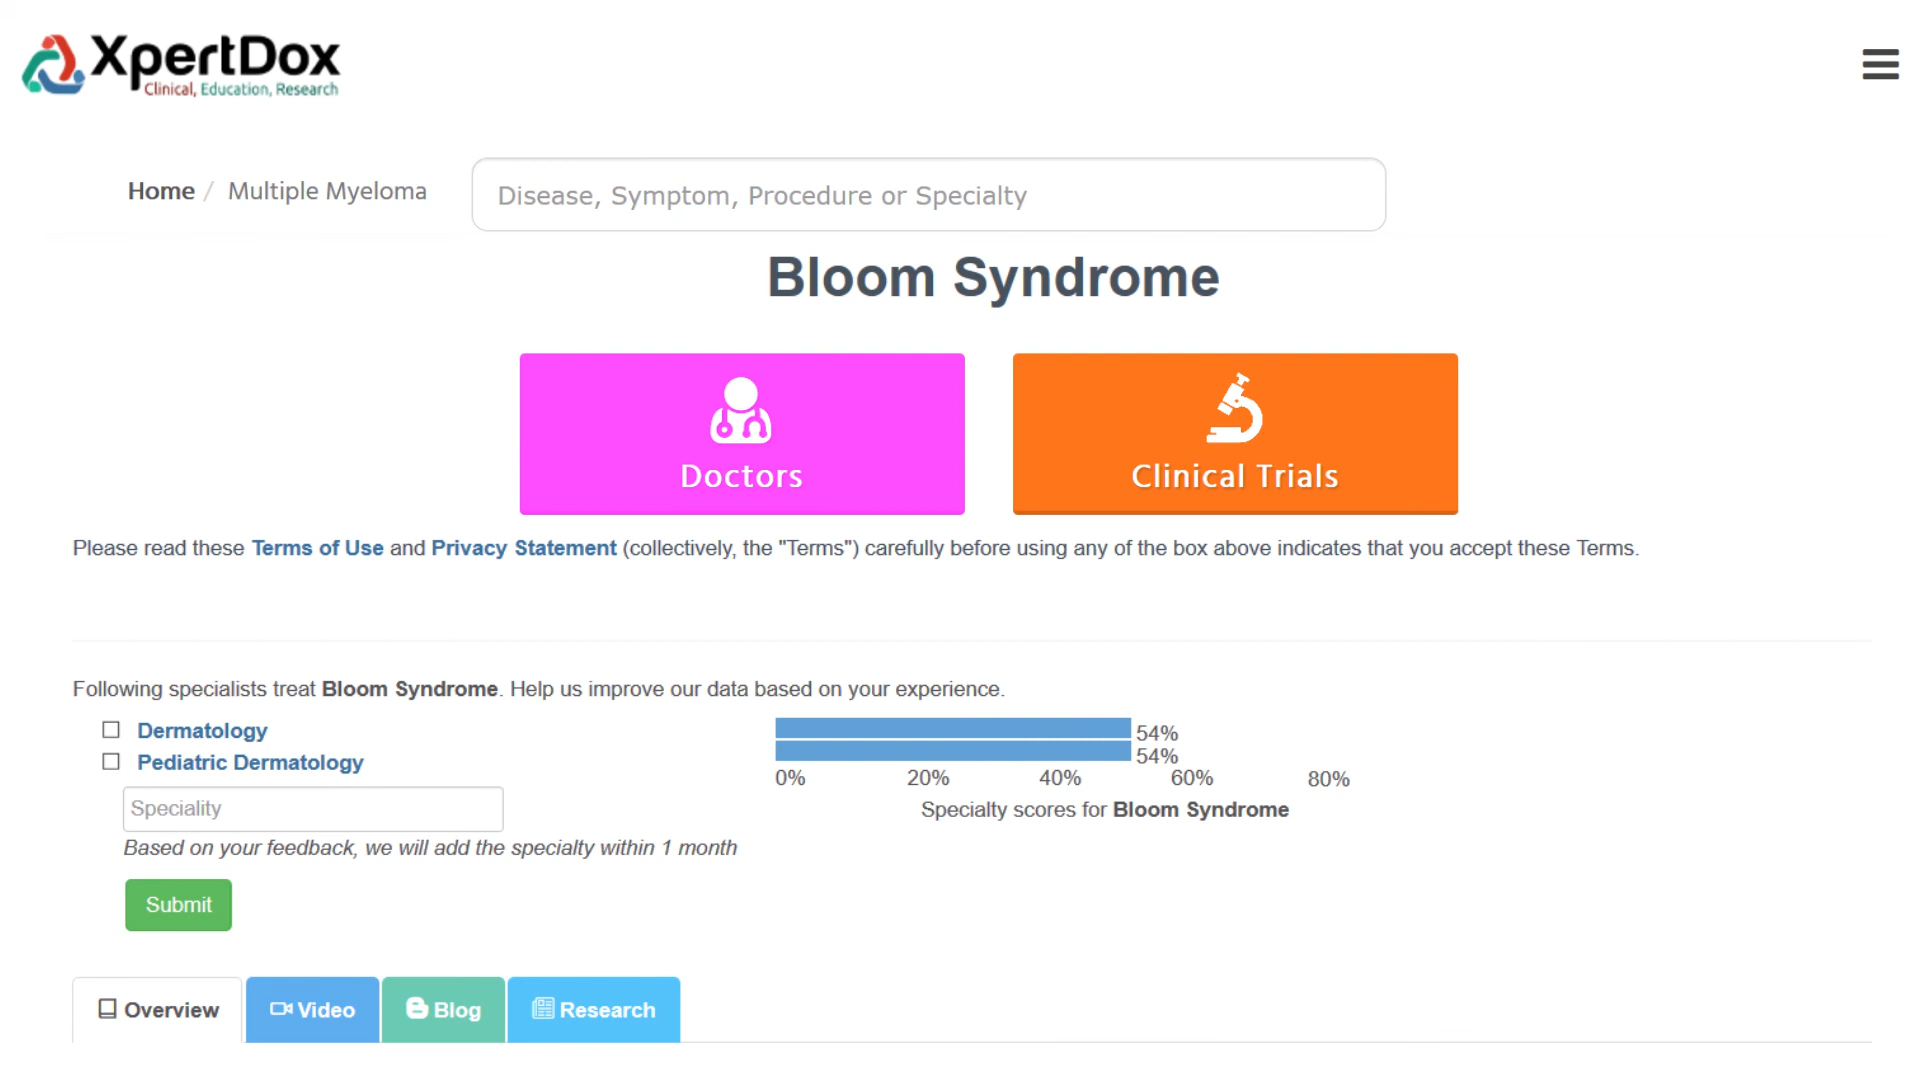 XpertDox
Clinical, Education, Research
Home / Multiple Myeloma
Disease, Symptom, Procedure or Specialty
Bloom Syndrome
Doctors
Clinical Trials
Please read these Terms of Use and Privacy Statement (collectively, the "Terms") carefully before using any of the box above indicates that you accept these Terms.
Following specialists treat Bloom Syndrome. Help us improve our data based on your experience.
Dermatology
Pediatric Dermatology
Speciality
Based on your feedback, we will add the specialty within 1 month
Submit
54%
54%
0% 20% 40% 60% 80%
Specialty scores for Bloom Syndrome
Overview Video Blog Research